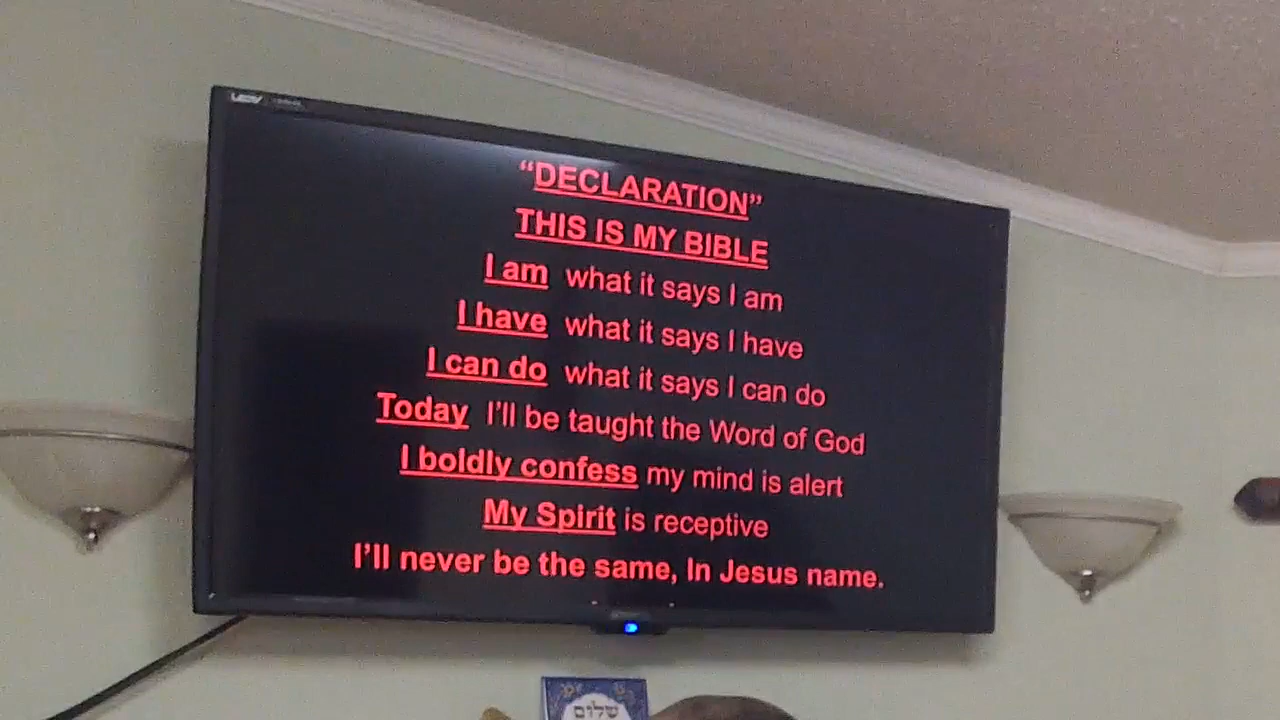 “DECLARATION”
THIS IS MY BIBLE
I am what it says I am
I have what it says I have
I can do what it says I can do
Today I’ll be taught the Word of God
I boldly confess my mind is alert
My Spirit is receptive
I’ll never be the same, In Jesus name.
שלום